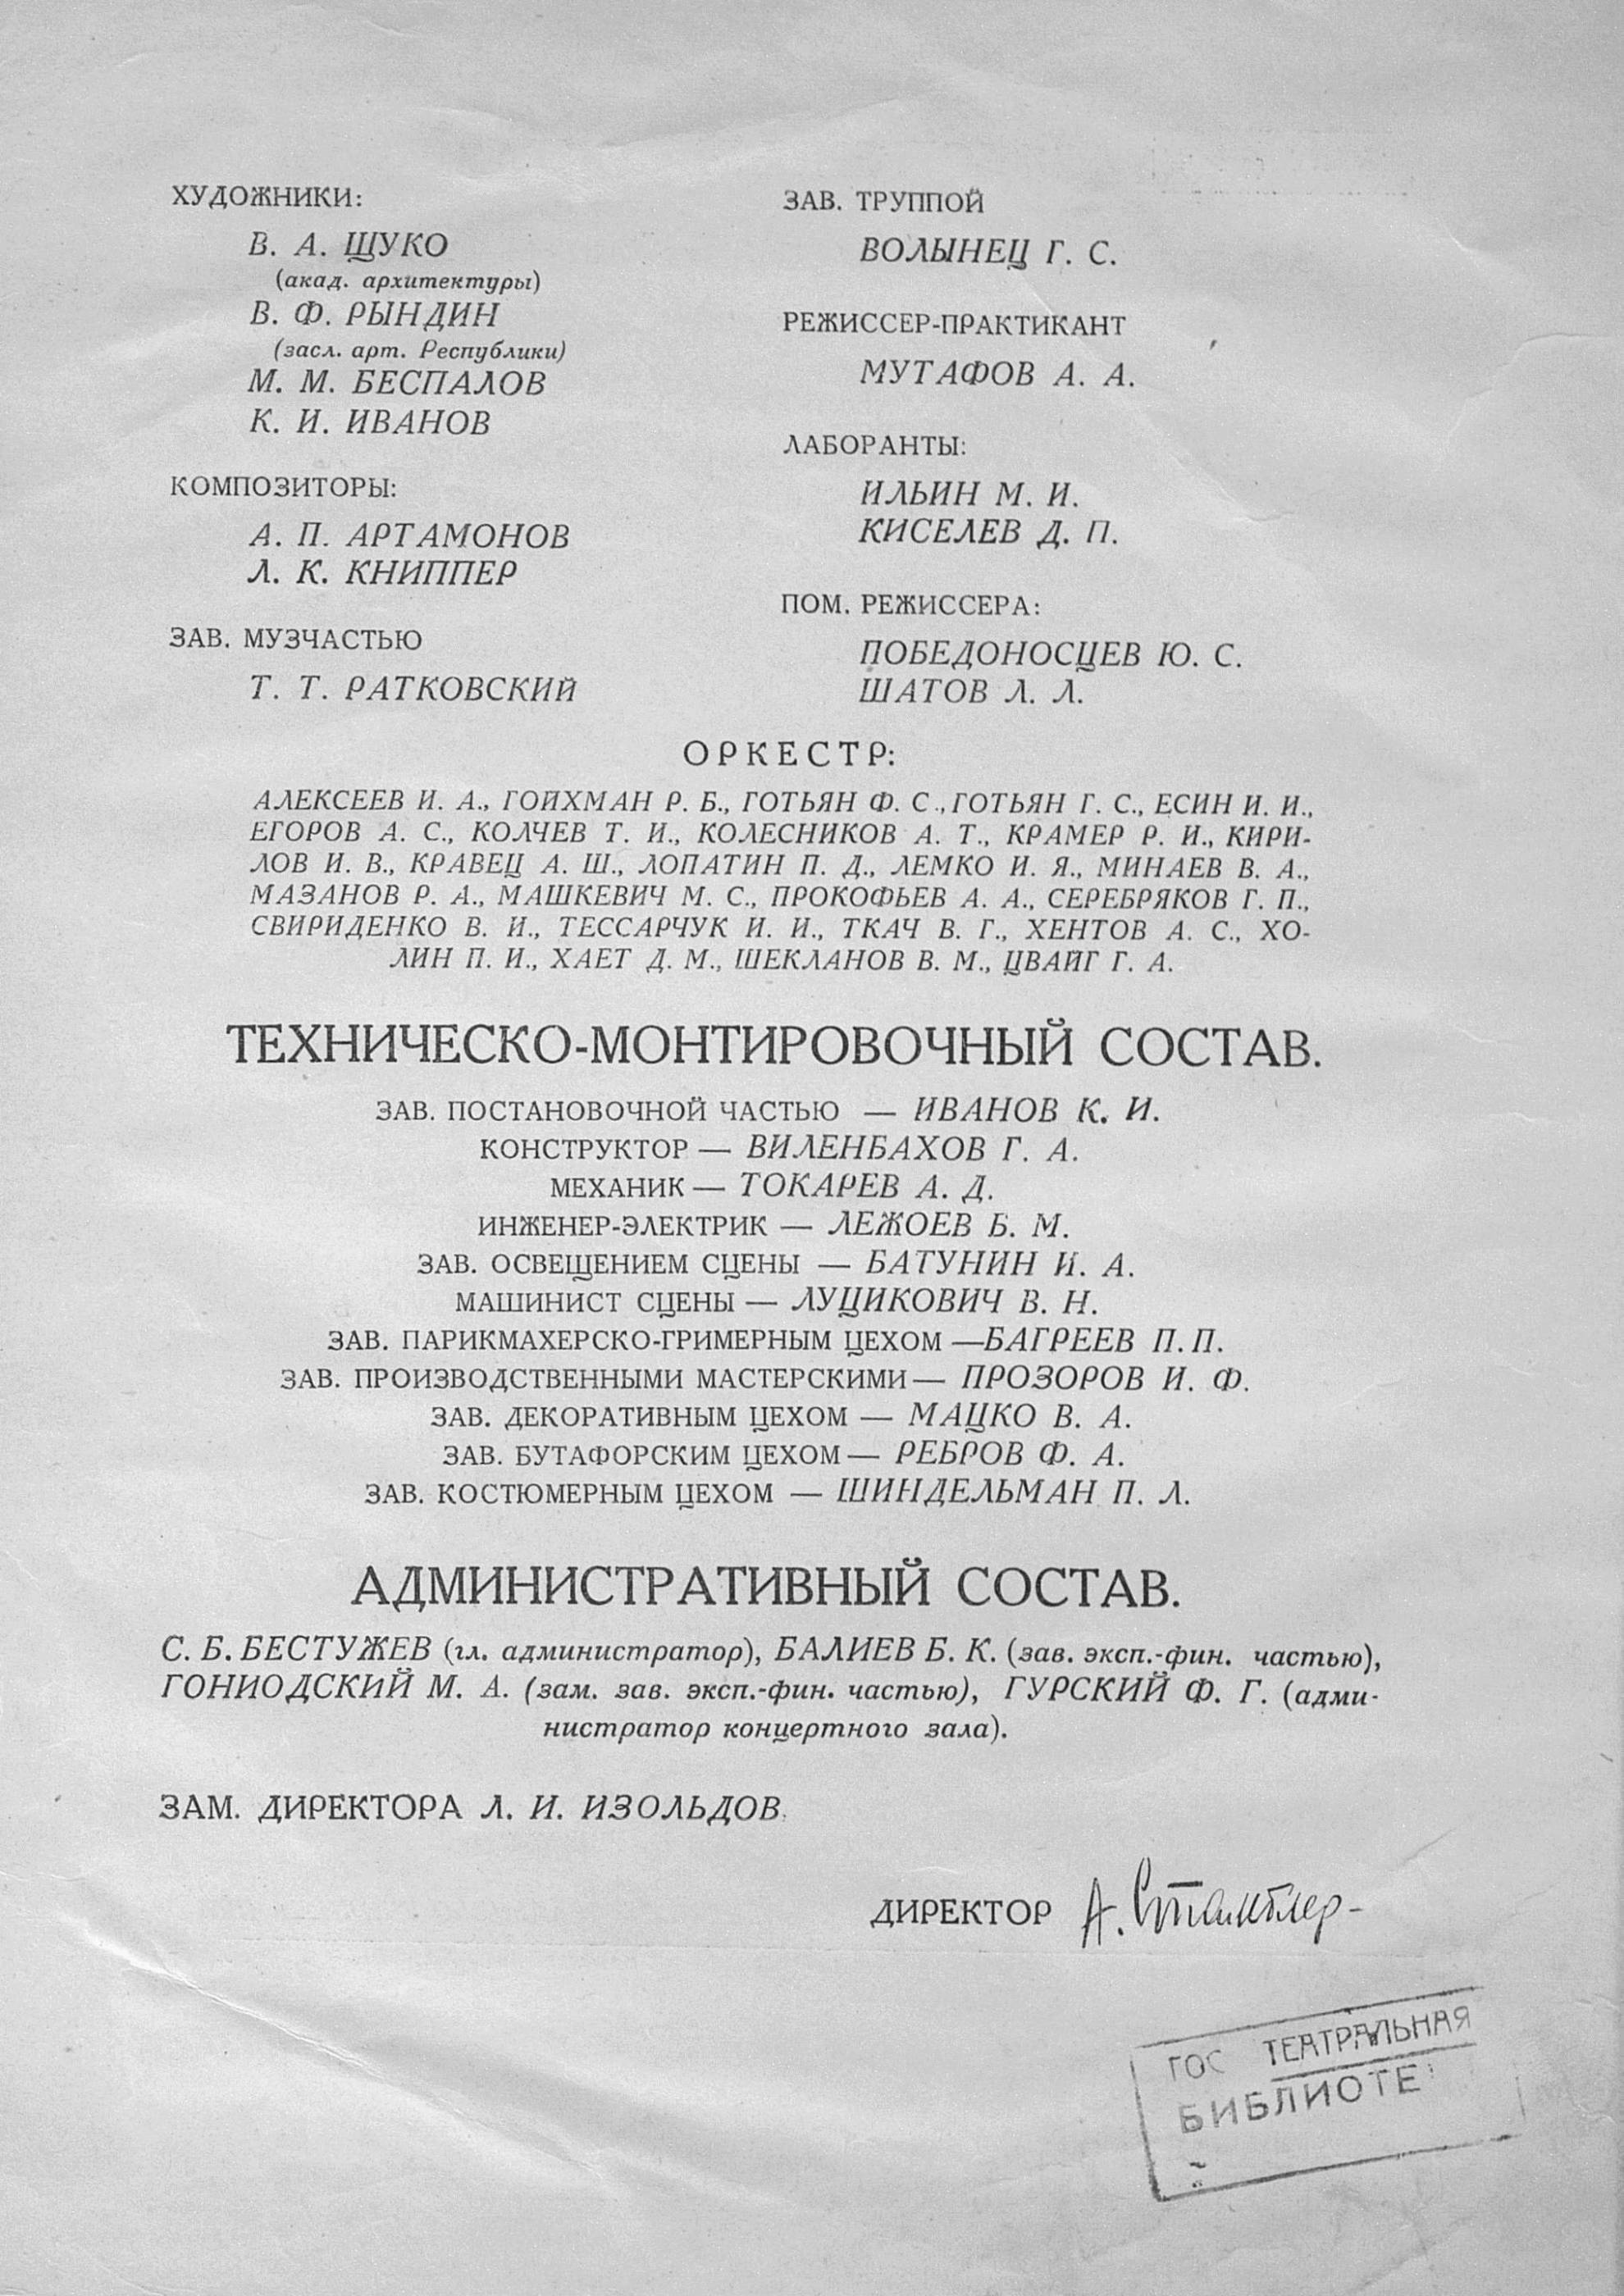 ХУДОЖНИКИ:
В. А. ЩУКО
(акад. архитектуры)
В. Ф. РЫНДИН
(засл. арт. Республики)
М. М. БЕСПАЛОВ
К. И. ИВАНОВ
КОМПОЗИТОРЫ:
А. П. АРТАМОНОВ
Л. К. КНИППЕР
ЗАВ. МУЗЧАСТЬЮ
Т. Т. РАТКОВСКИЙ
ЗАВ. ТРУППОЙ
ВОЛЫНЕЦ Г. С.
РЕЖИССЕР-ПРАКТИКАНТ
МУТАФОВ А. А.
ЛАБОРАНТЫ:
ИЛЬИН М. И.
КИСЕЛЕВ Д. П.
ПОМ. РЕЖИССЕРА:
ПОБЕДОНОСЦЕВ Ю. С.
ШАТОВ Л. Л.
ОРКЕСТР:
АЛЕКСЕЕВ И. А., ГОЙХМАН Р. Б., ГОТЬЯН Ф. С., ГОТЬЯН Г. С., ЕСИН И. И.,
ЕГОРОВ А. С., КОЛЧЕВ Т. И., КОЛЕСНИКОВ А. Т., КРАМЕР Р. И., КИРИ-
ЛОВ И. В., КРАВЕЦ А. Ш., ЛОПАТИН П. Д., ЛЕМКО И. Я., МИНАЕВ В. А.,
МАЗАНОВ Р. А., МАШКЕВИЧ М. С., ПРОКОФЬЕВ А. А., СЕРЕБРЯКОВ Г. П.,
СВИРИДЕНКО В. И., ТЕССАРЧУК И. И., ТКАЧ В. Г., ХЕНТОВ А. С., ХО-
ЛИН П. И., ХАЕТ Д. М., ШЕКЛАНОВ В. М., ЦВАЙГ Г. А.
ТЕХНИЧЕСКО-МОНТИРОВОЧНЫЙ СОСТАВ.
ЗАВ. ПОСТАНОВОЧНОЙ ЧАСТЬЮ — ИВАНОВ К. И.
КОНСТРУКТОР — ВИЛЕНБАХОВ Г. А.
МЕХАНИК — ТОКАРЕВ А. Д.
ИНЖЕНЕР-ЭЛЕКТРИК — ЛЕЖОЕВ Б. М.
ЗАВ. ОСВЕЩЕНИЕМ СЦЕНЫ — БАТУНИН И. А.
МАШИНИСТ СЦЕНЫ — ЛУЦИКОВИЧ В. Н.
ЗАВ. ПАРИКМАХЕРСКО-ГРИМЕРНЫМ ЦЕХОМ — БАГРЕЕВ П. П.
ЗАВ. ПРОИЗВОДСТВЕННЫМИ МАСТЕРСКИМИ — ПРОЗОРОВ И. Ф.
ЗАВ. ДЕКОРАТИВНЫМ ЦЕХОМ — МАЦКО В. А.
ЗАВ. БУТАФОРСКИМ ЦЕХОМ — РЕБРОВ Ф. А.
ЗАВ. КОСТЮМЕРНЫМ ЦЕХОМ — ШИНДЕЛЬМАН П. Л.
АДМИНИСТРАТИВНЫЙ СОСТАВ.
С. Б. БЕСТУЖЕВ (гл. администратор), БАЛИЕВ Б. К. (зав. эксп.-фин. частью),
ГОНИОДСКИЙ М. А. (зам. зав. эксп.-фин. частью), ГУРСКИЙ Ф. Г. (адми-
нистратор концертного зала).
ЗАМ. ДИРЕКТОРА Л. И. ИЗОЛЬДОВ.
ДИРЕКТОР А.
ГОС ТЕАТРАЛЬНАЯ
БИБЛИОТЕ